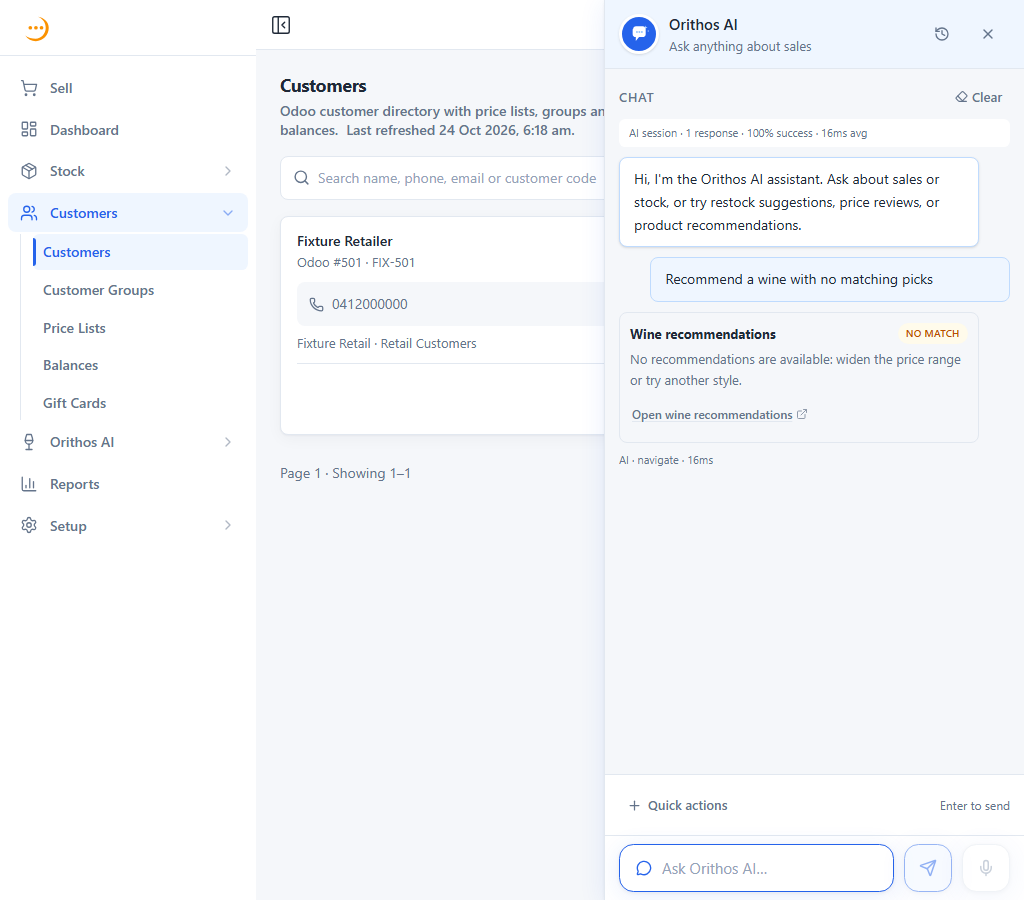 Sell
Dashboard
Stock
Customers
Customers
Customer Groups
Price Lists
Balances
Gift Cards
Orithos AI
Reports
Setup
Customers
Odoo customer directory with price lists, groups an
balances. Last refreshed 24 Oct 2026, 6:18 am.
Search name, phone, email or customer code
Fixture Retailer
Odoo #501 · FIX-501
0412000000
Fixture Retail · Retail Customers
Page 1 · Showing 1–1
Orithos AI
Ask anything about sales
CHAT
Clear
AI session · 1 response · 100% success · 16ms avg
Hi, I'm the Orithos AI assistant. Ask about sales or
stock, or try restock suggestions, price reviews, or
product recommendations.
Recommend a wine with no matching picks
Wine recommendations
NO MATCH
No recommendations are available: widen the price range
or try another style.
Open wine recommendations
AI · navigate · 16ms
Quick actions
Enter to send
Ask Orithos AI...